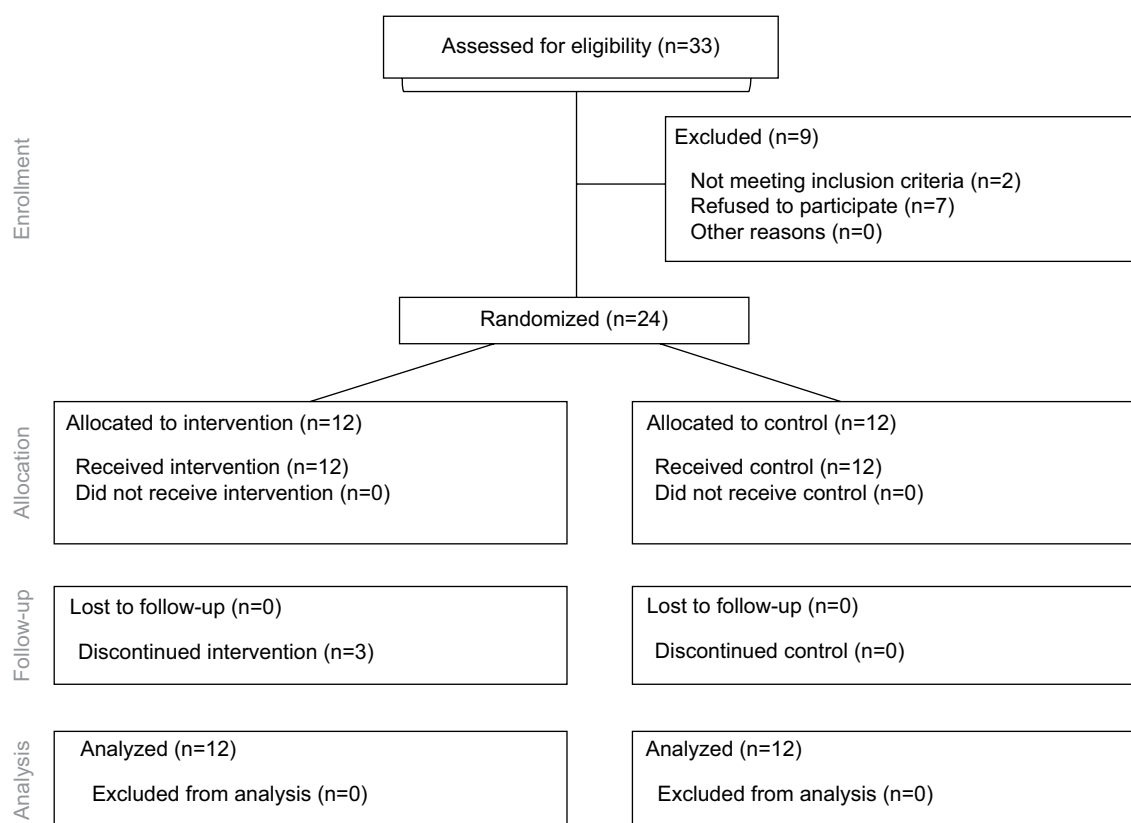 Assessed for eligibility (n=33)
Enrollment
Excluded (n=9)
Not meeting inclusion criteria (n=2)
Refused to participate (n=7)
Other reasons (n=0)
Randomized (n=24)
Allocation
Allocated to intervention (n=12)
Received intervention (n=12)
Did not receive intervention (n=0)
Allocated to control (n=12)
Received control (n=12)
Did not receive control (n=0)
Follow-up
Lost to follow-up (n=0)
Discontinued intervention (n=3)
Lost to follow-up (n=0)
Discontinued control (n=0)
Analysis
Analyzed (n=12)
Excluded from analysis (n=0)
Analyzed (n=12)
Excluded from analysis (n=0)